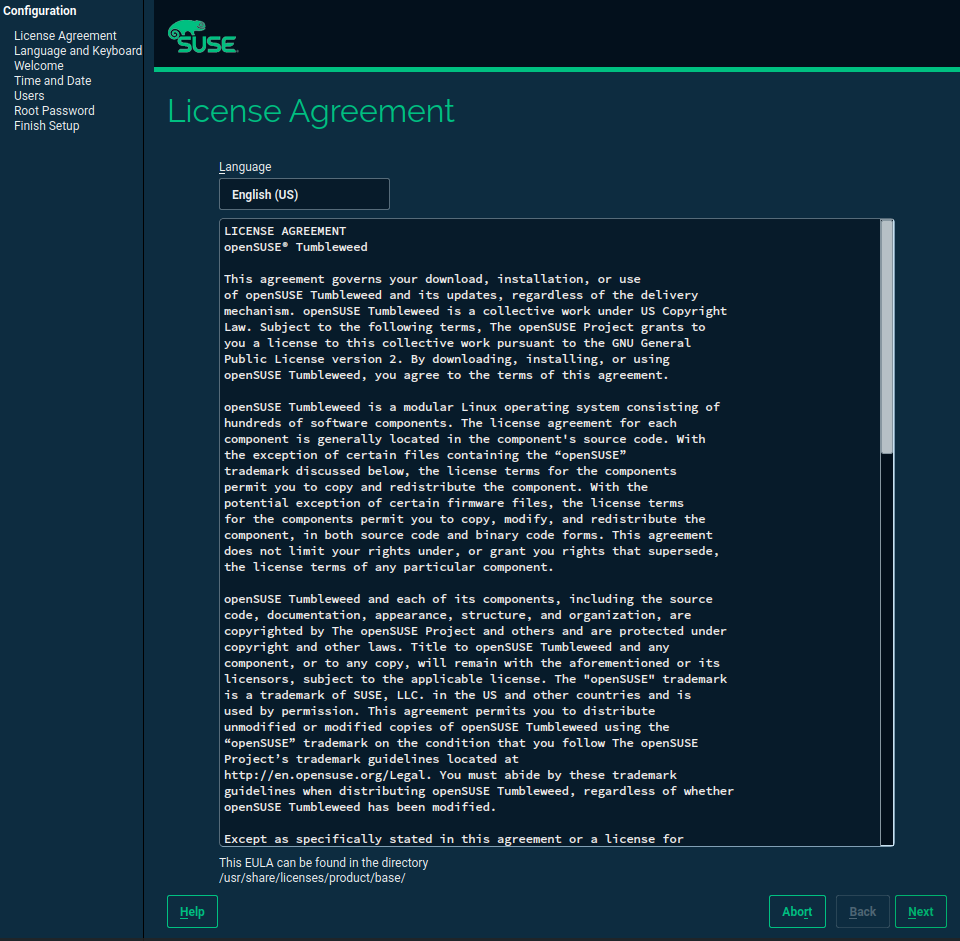 Configuration
License Agreement
Language and Keyboard
Welcome
Time and Date
Users
Root Password
Finish Setup
SUSE
License Agreement
Language
English (US)
LICENSE AGREEMENT
openSUSE® Tumbleweed
This agreement governs your download, installation, or use
of openSUSE Tumbleweed and its updates, regardless of the delivery
mechanism. openSUSE Tumbleweed is a collective work under US Copyright
Law. Subject to the following terms, The openSUSE Project grants to
you a license to this collective work pursuant to the GNU General
Public License version 2. By downloading, installing, or using
openSUSE Tumbleweed, you agree to the terms of this agreement.
openSUSE Tumbleweed is a modular Linux operating system consisting of
hundreds of software components. The license agreement for each
component is generally located in the component's source code. With
the exception of certain files containing the “openSUSE”
trademark discussed below, the license terms for the components
permit you to copy and redistribute the component. With the
potential exception of certain firmware files, the license terms
for the components permit you to copy, modify, and redistribute the
component, in both source code and binary code forms. This agreement
does not limit your rights under, or grant you rights that supersede,
the license terms of any particular component.
openSUSE Tumbleweed and each of its components, including the source
code, documentation, appearance, structure, and organization, are
copyrighted by The openSUSE Project and others and are protected under
copyright and other laws. Title to openSUSE Tumbleweed and any
component, or to any copy, will remain with the aforementioned or its
licensors, subject to the applicable license. The "openSUSE" trademark
is a trademark of SUSE, LLC. in the US and other countries and is
used by permission. This agreement permits you to distribute
unmodified or modified copies of openSUSE Tumbleweed using the
“openSUSE” trademark on the condition that you follow The openSUSE
Project’s trademark guidelines located at
http://en.opensuse.org/Legal. You must abide by these trademark
guidelines when distributing openSUSE Tumbleweed, regardless of whether
openSUSE Tumbleweed has been modified.
Except as specifically stated in this agreement or a license for
This EULA can be found in the directory
/usr/share/licenses/product/base/
Help
Abort
Back
Next